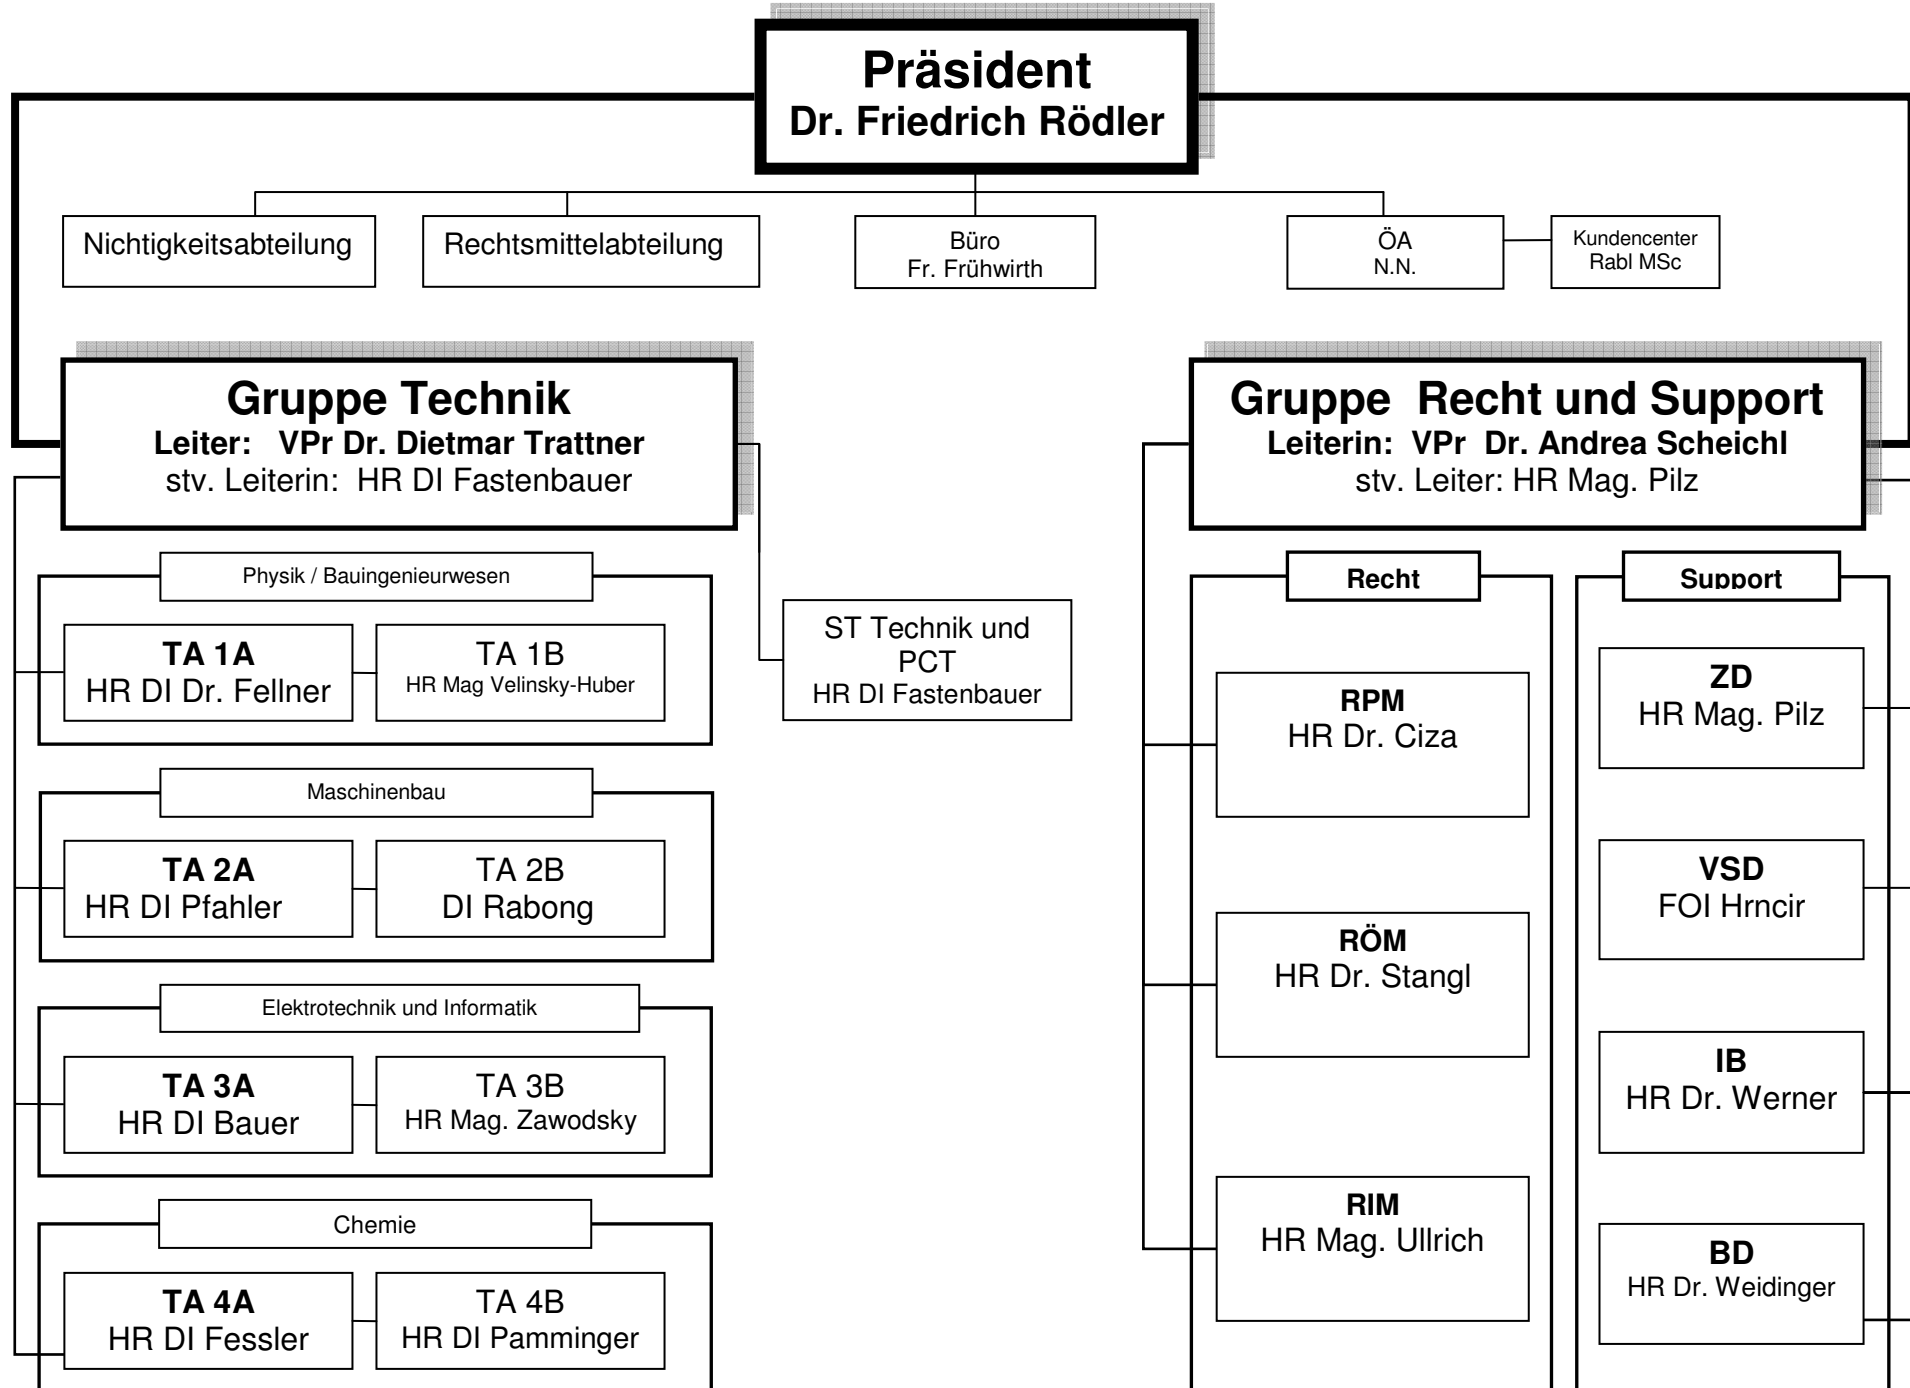 Präsident
Dr. Friedrich Rödler
Nichtigkeitsabteilung
Rechtsmittelabteilung
Büro
Fr. Frühwirth
ÖA
N.N.
Kundencenter
Rabl MSc
Gruppe Technik
Leiter: VPr Dr. Dietmar Trattner
stv. Leiterin: HR DI Fastenbauer
Gruppe Recht und Support
Leiterin: VPr Dr. Andrea Scheichl
stv. Leiter: HR Mag. Pilz
Physik / Bauingenieurwesen
TA 1A
HR DI Dr. Fellner
TA 1B
HR Mag Velinsky-Huber
Maschinenbau
TA 2A
HR DI Pfahler
TA 2B
DI Rabong
Elektrotechnik und Informatik
TA 3A
HR DI Bauer
TA 3B
HR Mag. Zawodsky
Chemie
TA 4A
HR DI Fessler
TA 4B
HR DI Pamminger
ST Technik und
PCT
HR DI Fastenbauer
Recht
RPM
HR Dr. Ciza
RÖM
HR Dr. Stangl
RIM
HR Mag. Ullrich
Support
ZD
HR Mag. Pilz
VSD
FOI Hrncir
IB
HR Dr. Werner
BD
HR Dr. Weidinger